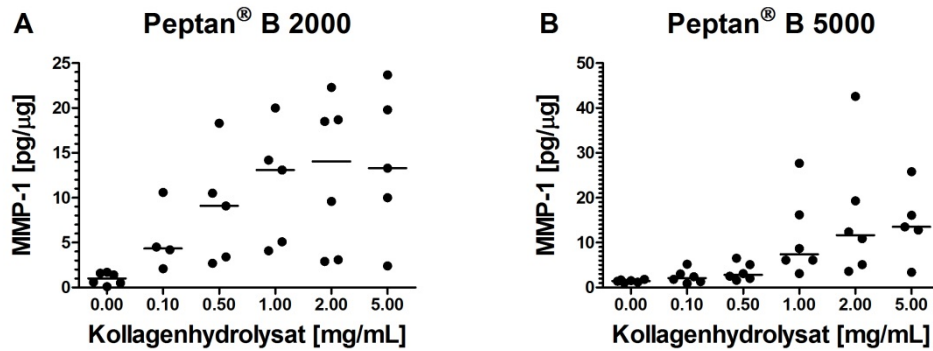 A Peptan® B 2000
MMP-1 [pg/µg]
25
20
15
10
5
0
0.00 0.10 0.50 1.00 2.00 5.00
Kollagenhydrolysat [mg/mL]
B Peptan® B 5000
MMP-1 [pg/µg]
50
40
30
20
10
0
0.00 0.10 0.50 1.00 2.00 5.00
Kollagenhydrolysat [mg/mL]